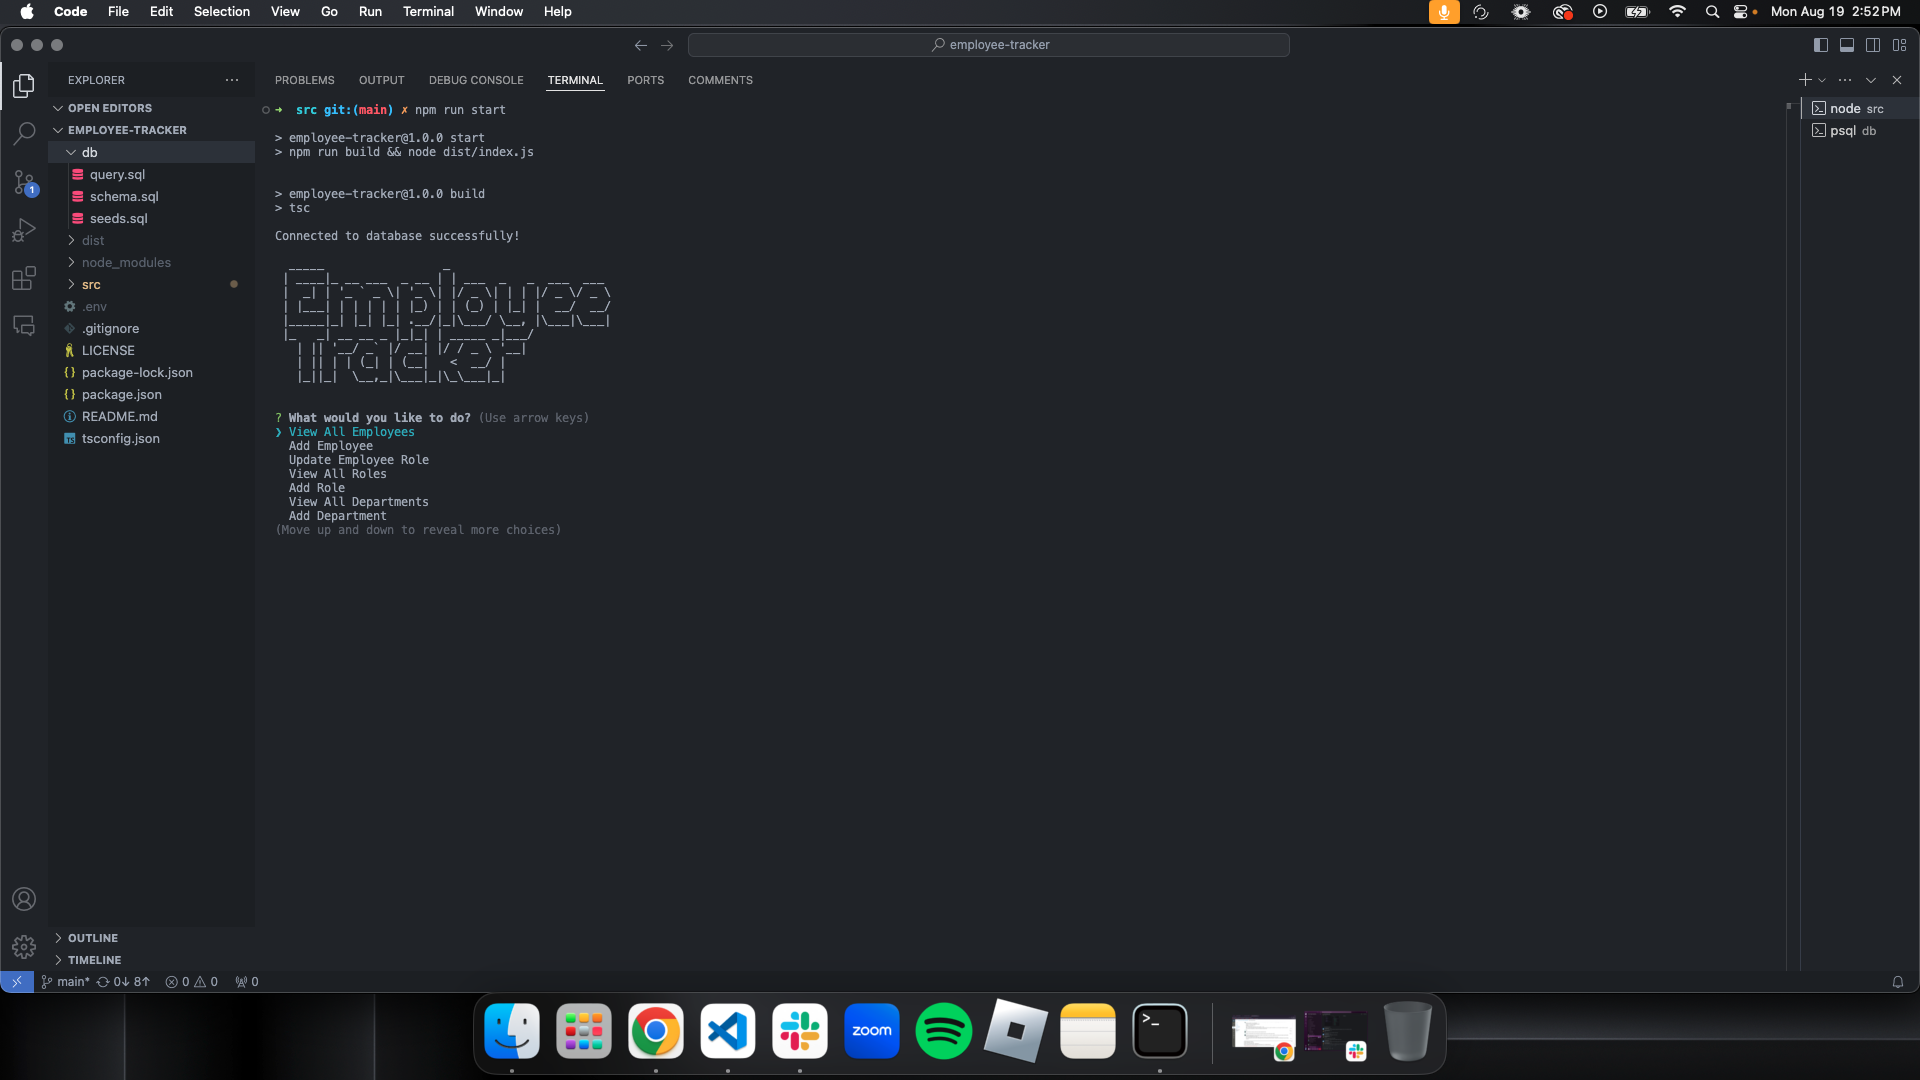 Code File Edit Selection View Go Run Terminal Window Help
Mon Aug 19 2:52 PM
employee-tracker
EXPLORER
OPEN EDITORS
EMPLOYEE-TRACKER
db
query.sql
schema.sql
seeds.sql
dist
node_modules
src
.env
.gitignore
LICENSE
package-lock.json
package.json
README.md
tsconfig.json
OUTLINE
TIMELINE
PROBLEMS OUTPUT DEBUG CONSOLE TERMINAL PORTS COMMENTS
➜ src git:(main) ✗ npm run start
> employee-tracker@1.0.0 start
> npm run build && node dist/index.js
> employee-tracker@1.0.0 build
> tsc
Connected to database successfully!
Employee
Tracker
? What would you like to do? (Use arrow keys)
❯ View All Employees
Add Employee
Update Employee Role
View All Roles
Add Role
View All Departments
Add Department
(Move up and down to reveal more choices)
node src
psql db
1
main* 0↓ 8↑ 0 0 0
zoom
>_